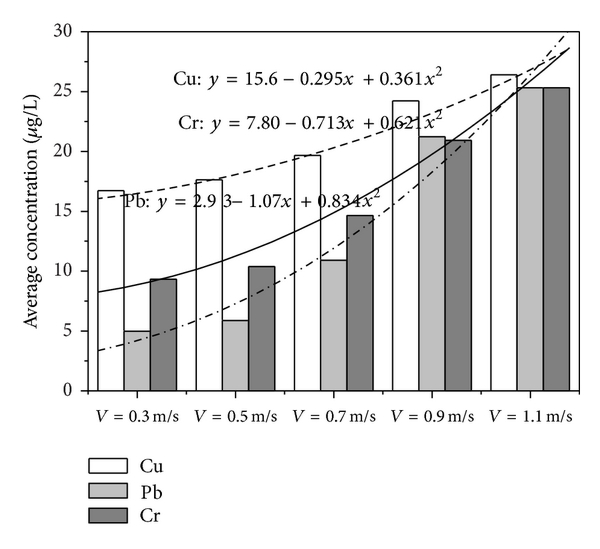 30
25
20
15
10
5
0
Average concentration (μg/L)
Cu: y = 15.6 − 0.295x + 0.361x²
Cr: y = 7.80 − 0.713x + 0.621x²
Pb: y = 2.93 − 1.07x + 0.834x²
V = 0.3 m/s V = 0.5 m/s V = 0.7 m/s V = 0.9 m/s V = 1.1 m/s
Cu
Pb
Cr